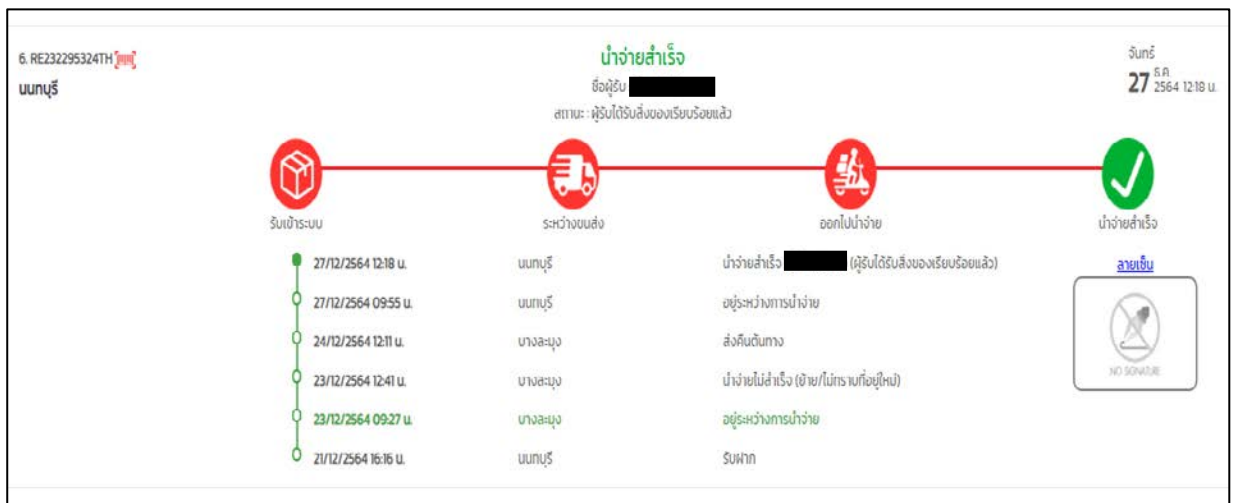 6. RE232295324TH
นนทบุรี
นำจ่ายสำเร็จ
ชื่อผู้รับ
สถานะ : ผู้รับได้รับสิ่งของเรียบร้อยแล้ว
จันทร์
27 ธ.ค. 2564 12:18 น.
รับเข้าระบบ
ระหว่างขนส่ง
ออกไปนำจ่าย
นำจ่ายสำเร็จ
27/12/2564 12:18 น. นนทบุรี นำจ่ายสำเร็จ (ผู้รับได้รับสิ่งของเรียบร้อยแล้ว)
ลายเซ็น
27/12/2564 09:55 น. นนทบุรี อยู่ระหว่างการนำจ่าย
24/12/2564 12:11 น. บางละมุง ส่งคืนต้นทาง
23/12/2564 12:41 น. บางละมุง นำจ่ายไม่สำเร็จ (ย้าย/ไม่ทราบที่อยู่ใหม่)
NO SIGNATURE
23/12/2564 09:27 น. บางละมุง อยู่ระหว่างการนำจ่าย
21/12/2564 16:16 น. นนทบุรี รับฝาก